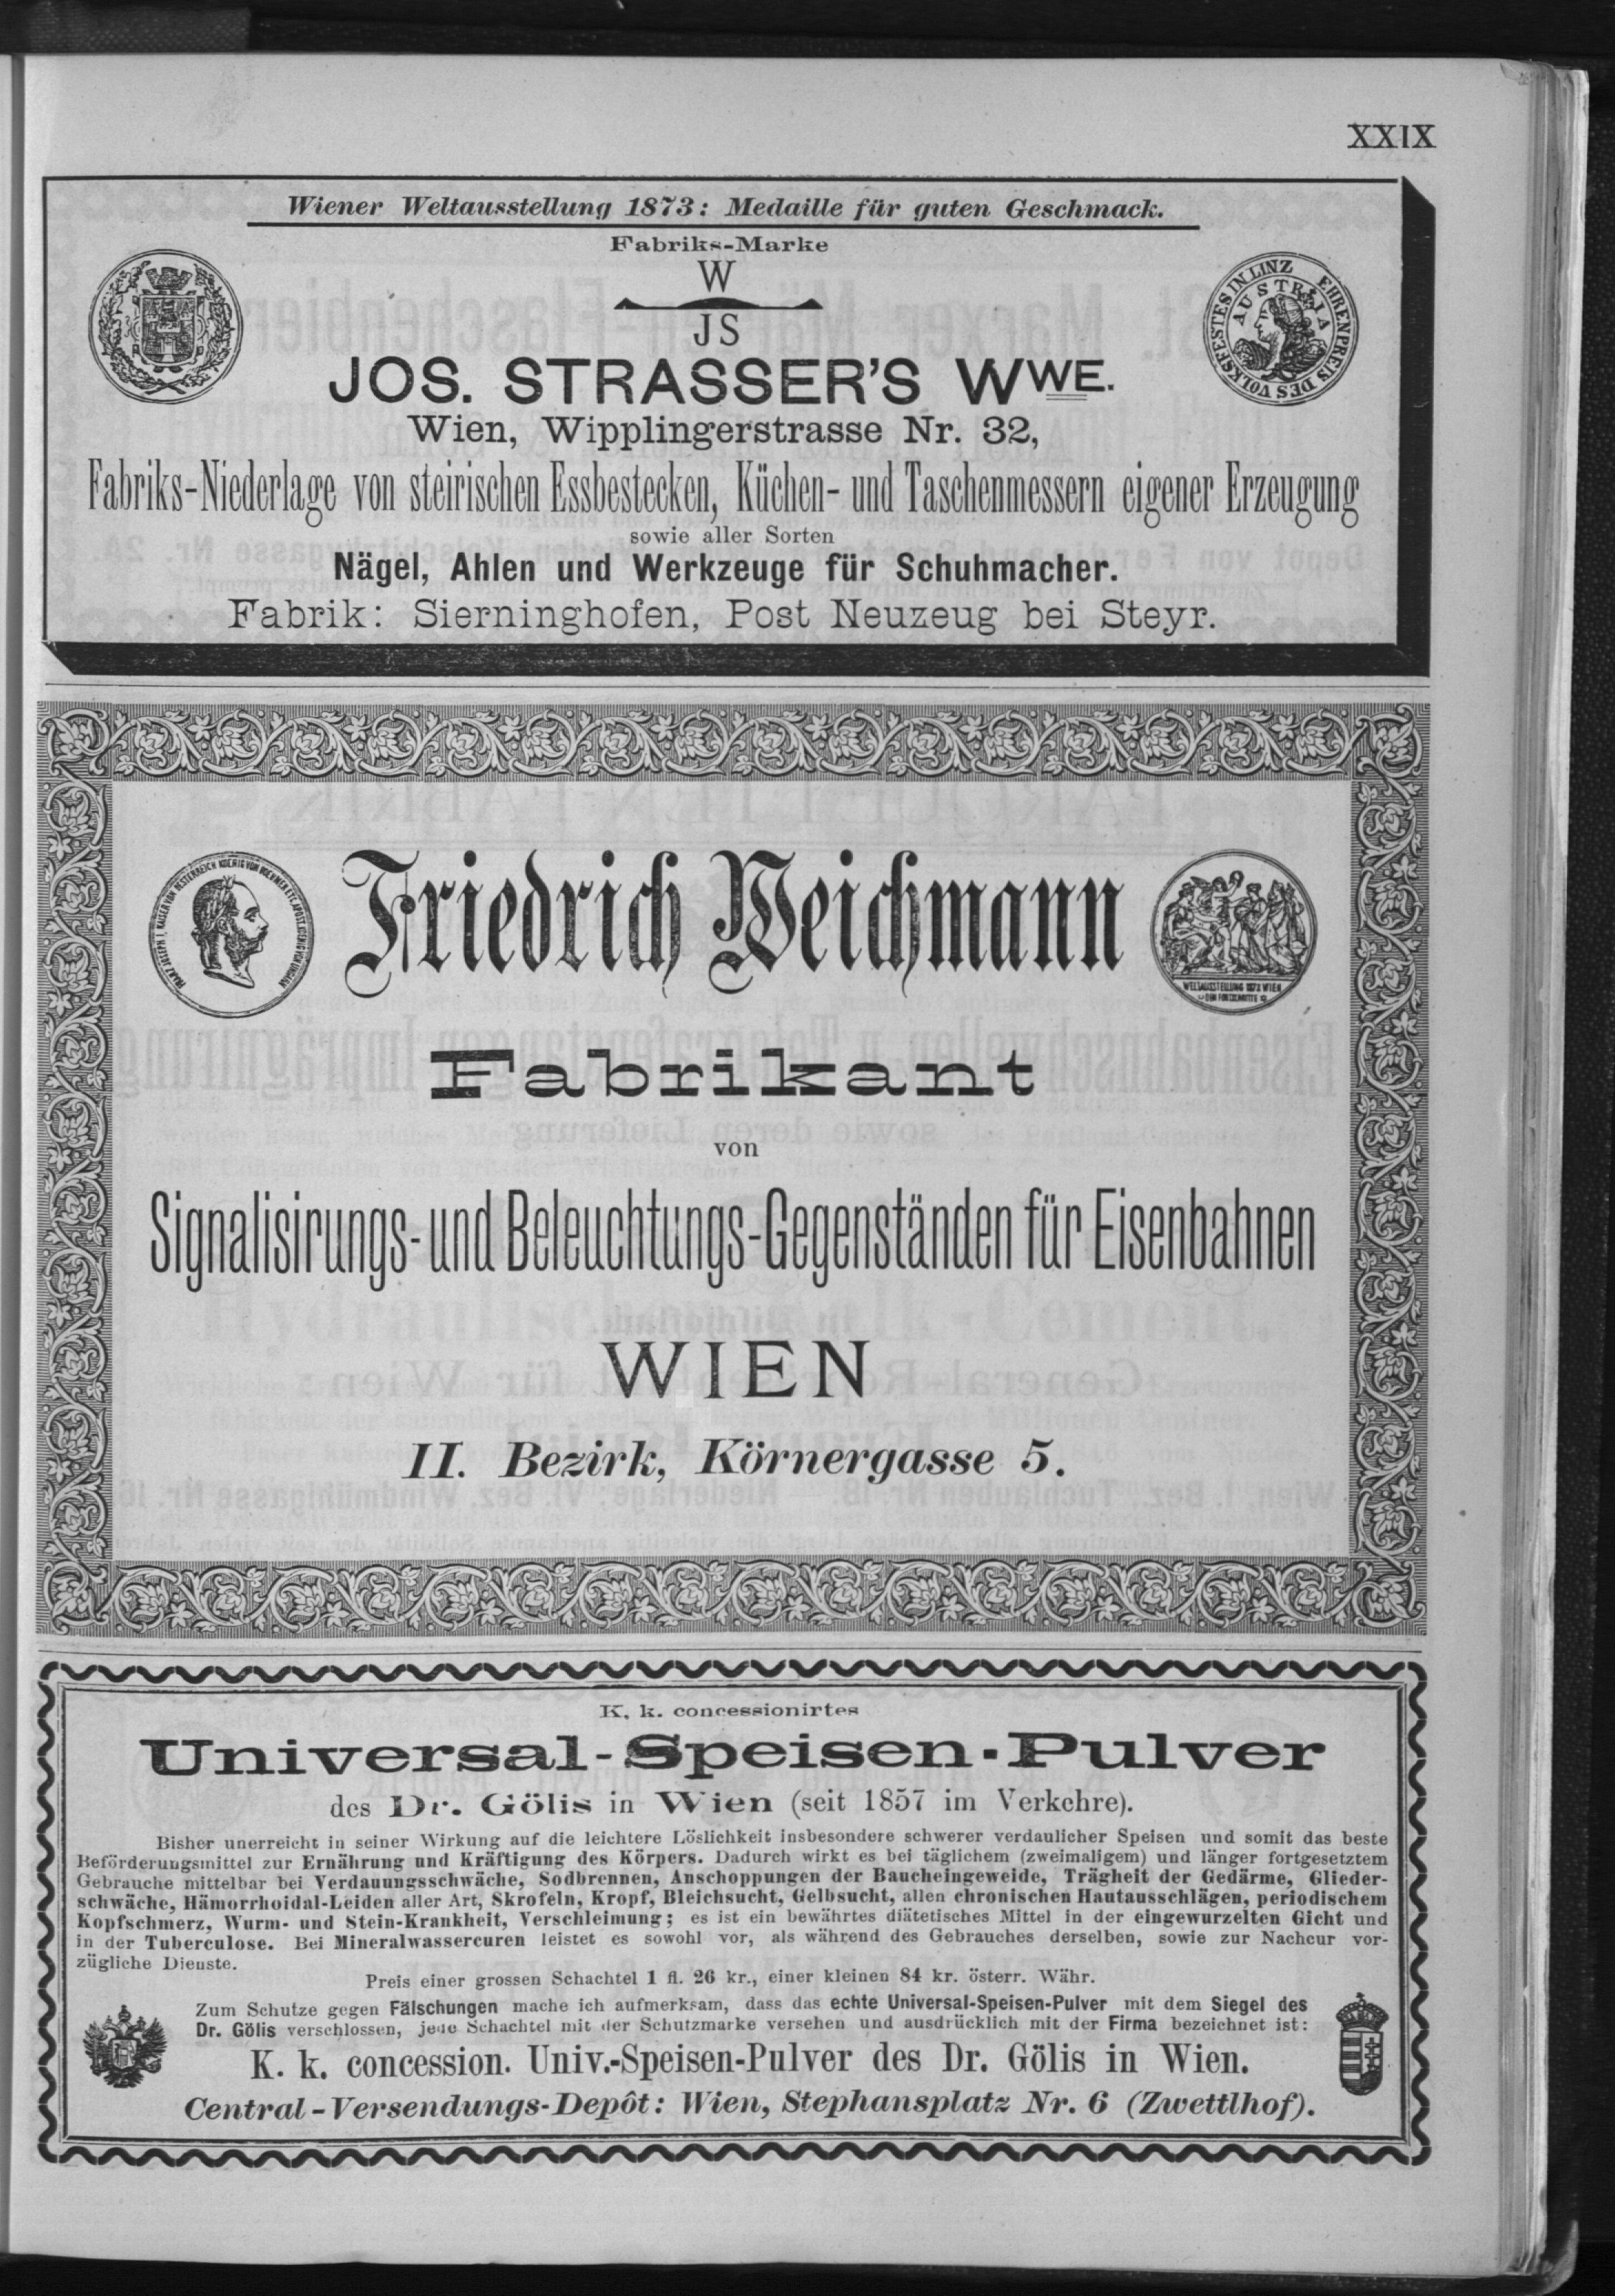 XXIX
Wiener Weltausstellung 1873: Medaille für guten Geschmack.
Fabriks-Marke
W
JS
JOS. STRASSER'S WWE.
AUSTRIA
EHRENPREIS DES VOLKSFESTES IN LINZ
Wien, Wipplingerstrasse Nr. 32,
Fabriks-Niederlage von steirischen Essbestecken, Küchen- und Taschenmessern eigener Erzeugung
sowie aller Sorten
Nägel, Ahlen und Werkzeuge für Schuhmacher.
Fabrik: Sierninghofen, Post Neuzeug bei Steyr.
Friedrich Weichmann
WELTAUSSTELLUNG 1873 WIEN
DEM FORTSCHRITTE
Fabrikant
von
Signalisirungs- und Beleuchtungs-Gegenständen für Eisenbahnen
WIEN
II. Bezirk, Körnergasse 5.
K. k. concessionirtes
Universal-Speisen-Pulver
des Dr. Gölis in Wien (seit 1857 im Verkehre).
Bisher unerreicht in seiner Wirkung auf die leichtere Löslichkeit insbesondere schwerer verdaulicher Speisen und somit das beste
Beförderungsmittel zur Ernährung und Kräftigung des Körpers. Dadurch wirkt es bei täglichem (zweimaligem) und länger fortgesetztem
Gebrauche mittelbar bei Verdauungsschwäche, Sodbrennen, Anschoppungen der Baucheingeweide, Trägheit der Gedärme, Glieder-
schwäche, Hämorrhoidal-Leiden aller Art, Skrofeln, Kropf, Bleichsucht, Gelbsucht, allen chronischen Hautausschlägen, periodischem
Kopfschmerz, Wurm- und Stein-Krankheit, Verschleimung; es ist ein bewährtes diätetisches Mittel in der eingewurzelten Gicht und
in der Tuberculose. Bei Mineralwassercuren leistet es sowohl vor, als während des Gebrauches derselben, sowie zur Nachcur vor-
zügliche Dienste.
Preis einer grossen Schachtel 1 fl. 26 kr., einer kleinen 84 kr. österr. Währ.
Zum Schutze gegen Fälschungen mache ich aufmerksam, dass das echte Universal-Speisen-Pulver mit dem Siegel des
Dr. Gölis verschlossen, jede Schachtel mit der Schutzmarke versehen und ausdrücklich mit der Firma bezeichnet ist:
K. k. concession. Univ.-Speisen-Pulver des Dr. Gölis in Wien.
Central-Versendungs-Depôt: Wien, Stephansplatz Nr. 6 (Zwettlhof).